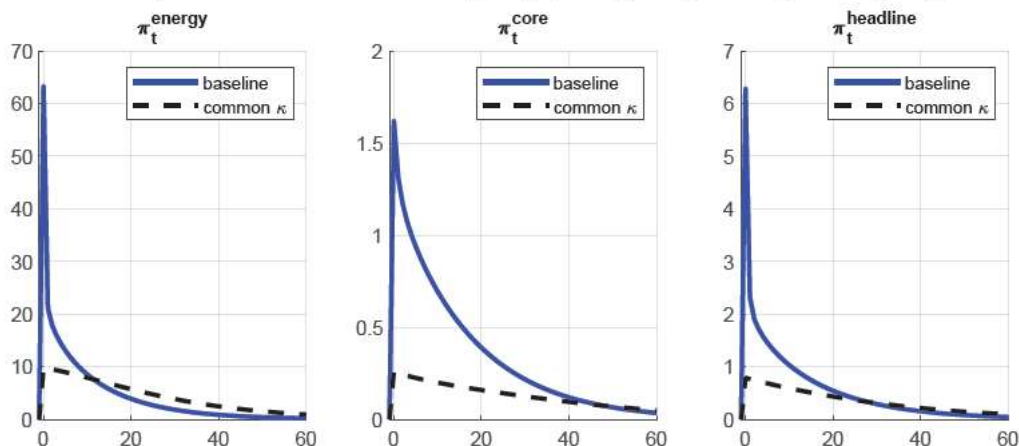 π_t^energy
π_t^core
π_t^headline
70
60
50
40
30
20
10
0
0 20 40 60
baseline
common κ
2
1.5
1
0.5
0
0 20 40 60
baseline
common κ
7
6
5
4
3
2
1
0
0 20 40 60
baseline
common κ